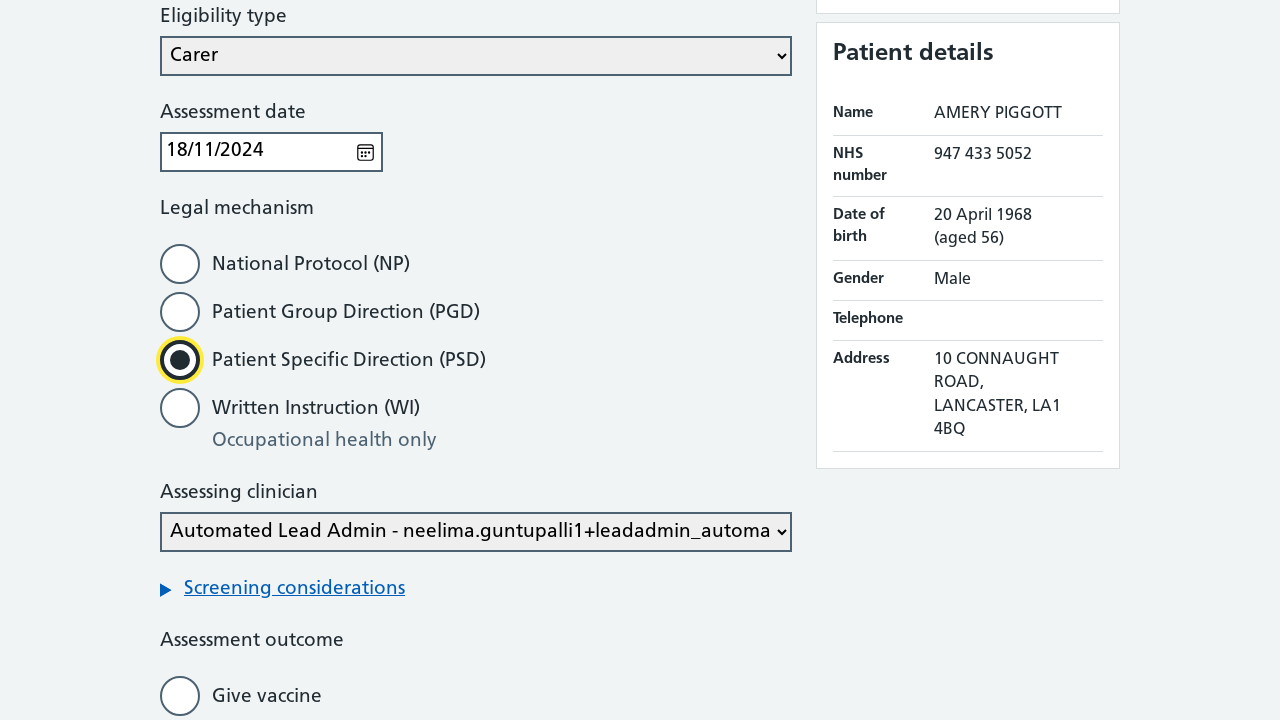 Eligibility type
Carer
Assessment date
18/11/2024
Legal mechanism
National Protocol (NP)
Patient Group Direction (PGD)
Patient Specific Direction (PSD)
Written Instruction (WI)
Occupational health only
Assessing clinician
Automated Lead Admin - neelima.guntupalli1+leadadmin_automa
Screening considerations
Assessment outcome
Give vaccine
Patient details
Name AMERY PIGGOTT
NHS number 947 433 5052
Date of birth 20 April 1968
(aged 56)
Gender Male
Telephone
Address 10 CONNAUGHT
ROAD,
LANCASTER, LA1
4BQ